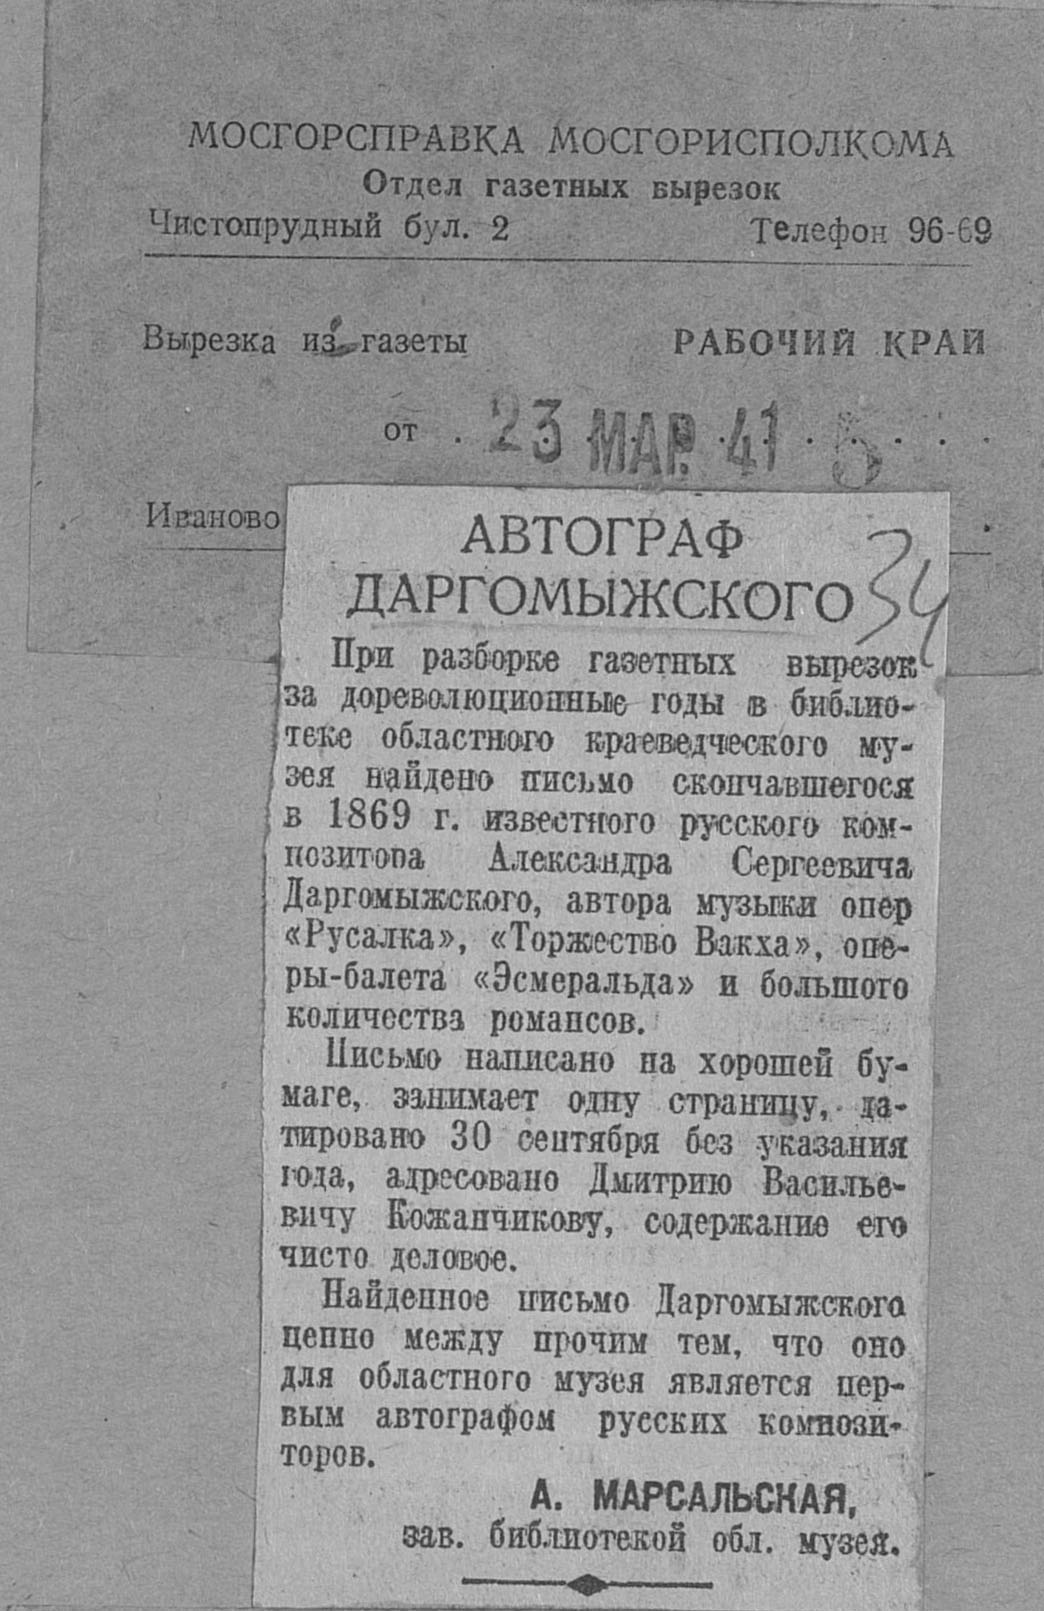 МОСГОРСПРАВКА МОСГОРИСПОЛКОМА
Отдел газетных вырезок
Чистопрудный бул. 2 Телефон 96-69
Вырезка из газеты РАБОЧИЙ КРАЙ
от 23 МАР. 41 5
Иваново
АВТОГРАФ
ДАРГОМЫЖСКОГО
34
При разборке газетных вырезок
за дореволюционные годы в библио-
теке областного краеведческого му-
зея найдено письмо скончавшегося
в 1869 г. известного русского ком-
позитора Александра Сергеевича
Даргомыжского, автора музыки опер
«Русалка», «Торжество Вакха», опе-
ры-балета «Эсмеральда» и большого
количества романсов.
Письмо написано на хорошей бу-
маге, занимает одну страницу, да-
тировано 30 сентября без указания
года, адресовано Дмитрию Василье-
вичу Кожанчикову, содержание его
чисто деловое.
Найденное письмо Даргомыжского
ценно между прочим тем, что оно
для областного музея является пер-
вым автографом русских компози-
торов.
А. МАРСАЛЬСКАЯ,
зав. библиотекой обл. музея.